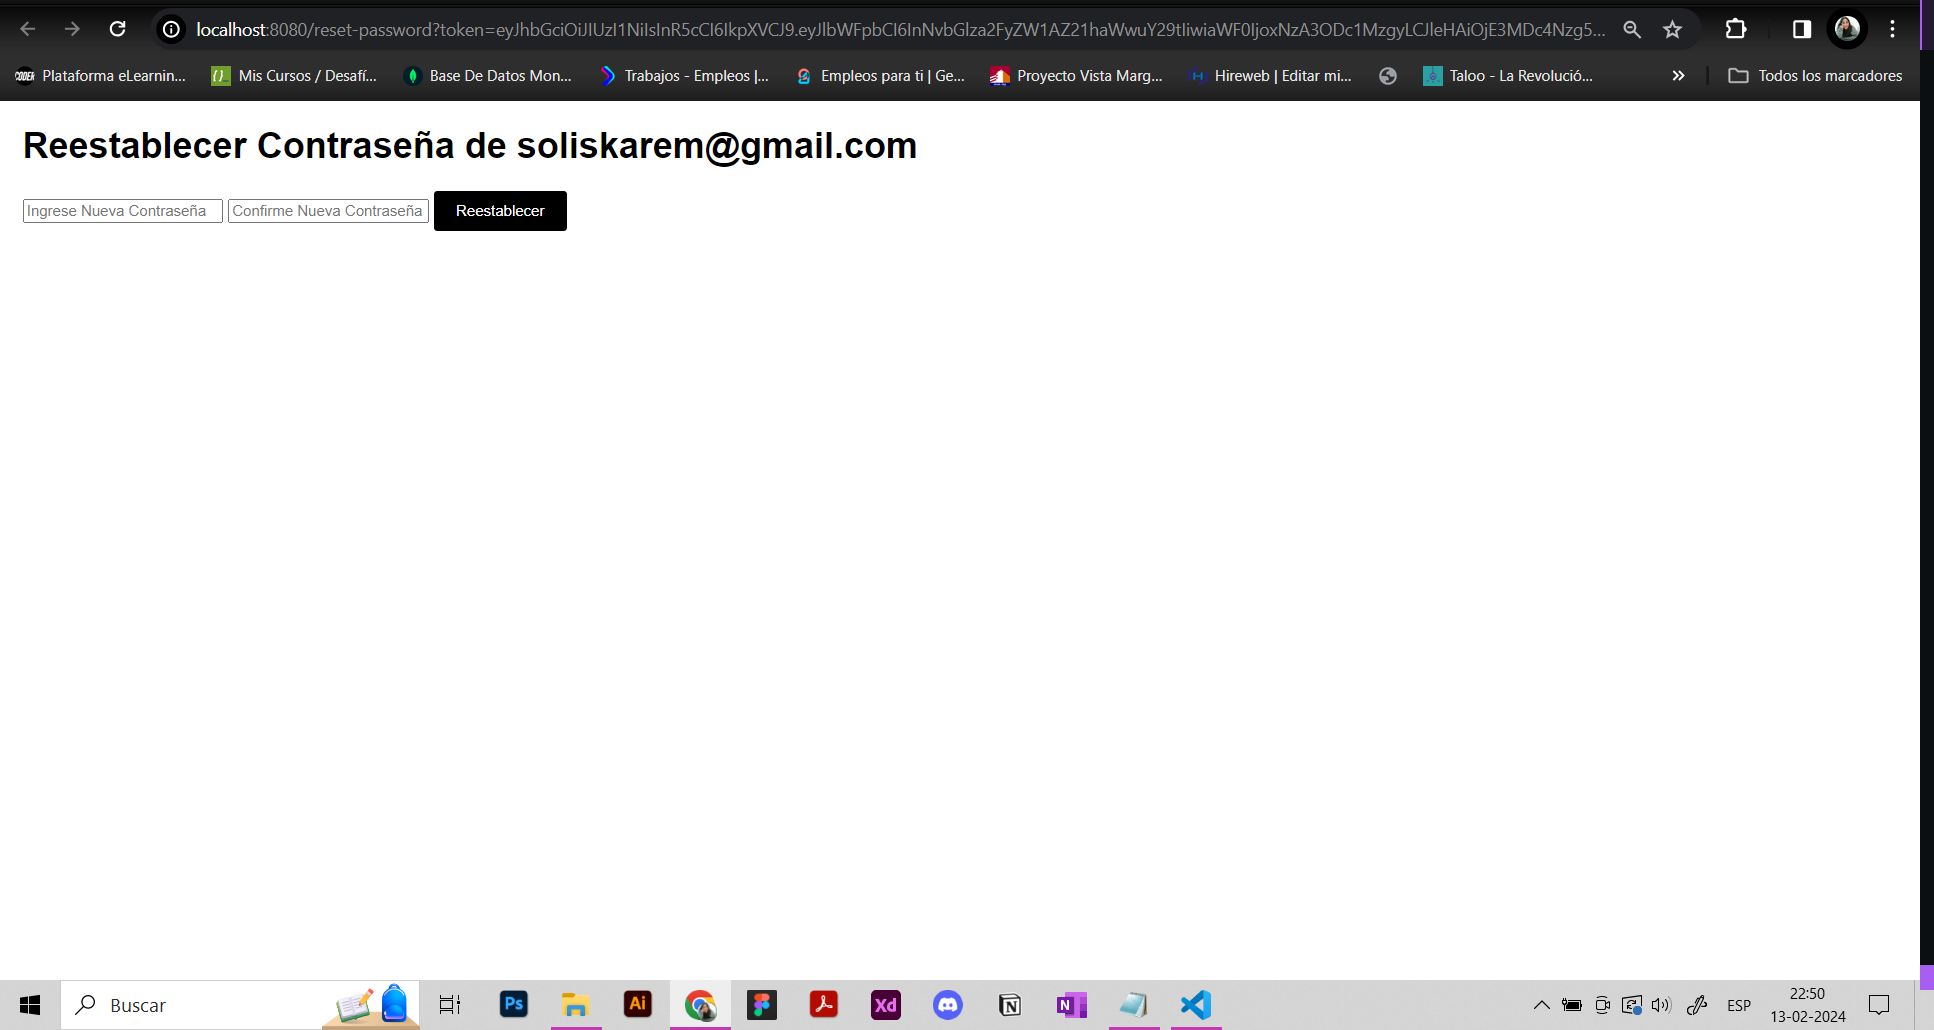 localhost:8080/reset-password?token=eyJhbGciOiJIUzI1NiIsInR5cCI6IkpXVCJ9.eyJlbWFpbCI6InNvbGlza2FyZW1AZ21haWwuY29tIiwiaWF0IjoxNzA3ODc1MzgyLCJleHAiOjE3MDc4Nzg5...
CODER Plataforma eLearnin... Mis Cursos / Desafí... Base De Datos Mon... Trabajos - Empleos |... Empleos para ti | Ge... Proyecto Vista Marg... Hireweb | Editar mi... Taloo - La Revolució... » Todos los marcadores
Reestablecer Contraseña de soliskarem@gmail.com
Ingrese Nueva Contraseña Confirme Nueva Contraseña Reestablecer
Buscar Ps Ai Xd N N ESP 22:50
13-02-2024